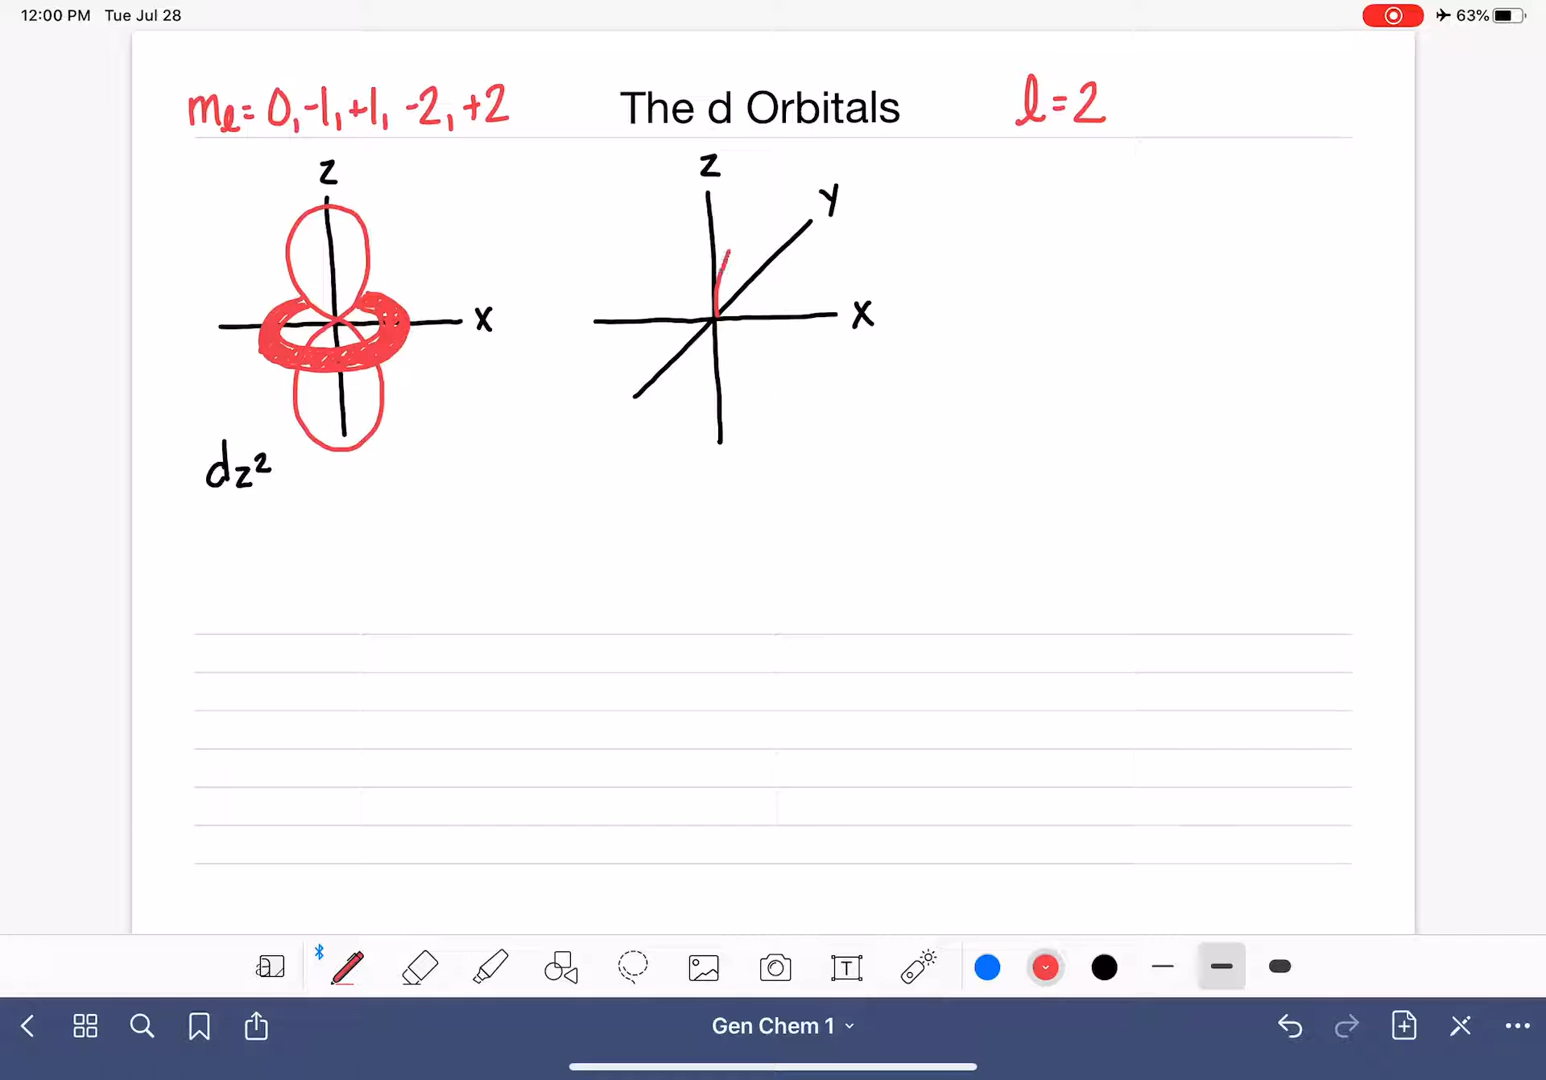 12:00 PM Tue Jul 28
63%
mℓ = 0, -1, +1, -2, +2
The d Orbitals
l = 2
z
x
dz²
z
y
x
T
Gen Chem 1